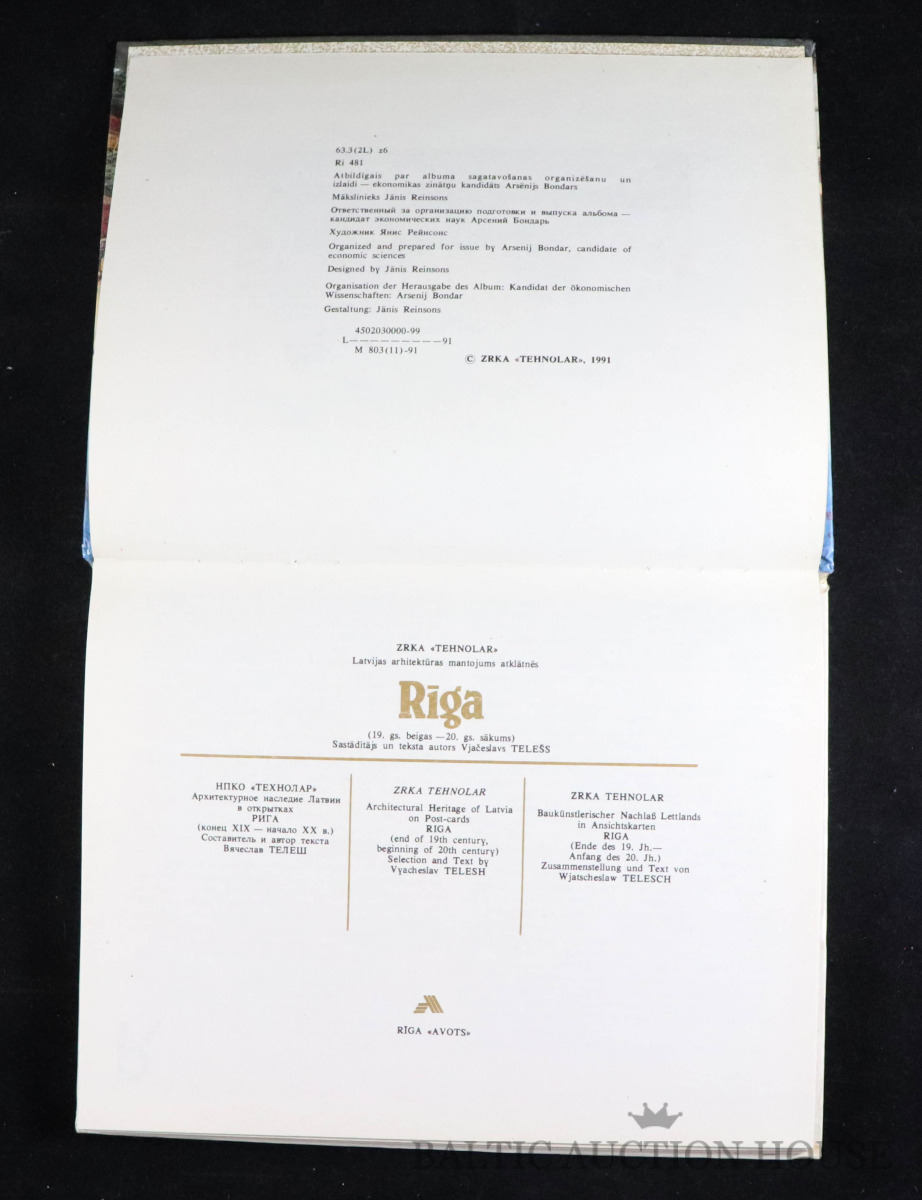 63.3(2L) z6
Ri 481
Atbildīgais par albuma sagatavošanas organizēšanu un
izlaidi — ekonomikas zinātņu kandidāts Arsēnijs Bondars
Mākslinieks Jānis Reinsons
Ответственный за организацию подготовки и выпуска альбома —
кандидат экономических наук Арсений Бондарь
Художник Янис Рейнсонс
Organized and prepared for issue by Arsenij Bondar, candidate of
economic sciences
Designed by Jānis Reinsons
Organisation der Herausgabe des Album: Kandidat der ökonomischen
Wissenschaften: Arsenij Bondar
Gestaltung: Jānis Reinsons
4502030000-99
L—————————91
M 803(11)-91
© ZRKA «TEHNOLAR», 1991
ZRKA «TEHNOLAR»
Latvijas arhitektūras mantojums atklātnēs
Rīga
(19. gs. beigas — 20. gs. sākums)
Sastādītājs un teksta autors Vjačeslavs TELEŠS
НПКО «ТЕХНОЛАР»
Архитектурное наследие Латвии
в открытках
РИГА
(конец XIX — начало XX в.)
Составитель и автор текста
Вячеслав ТЕЛЕШ
ZRKA TEHNOLAR
Architectural Heritage of Latvia
on Post-cards
RIGA
(end of 19th century,
beginning of 20th century)
Selection and Text by
Vyacheslav TELESH
ZRKA TEHNOLAR
Baukünstlerischer Nachlaß Lettlands
in Ansichtskarten
RIGA
(Ende des 19. Jh.—
Anfang des 20. Jh.)
Zusammenstellung und Text von
Wjatscheslaw TELESCH
RĪGA «AVOTS»
BALTIC AUCTION HOUSE